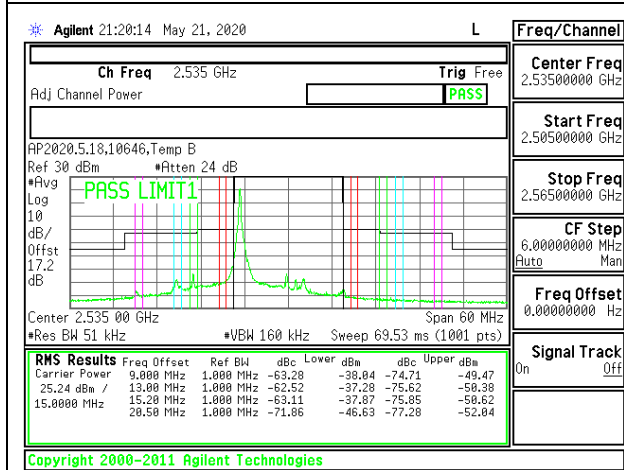 Agilent 21:20:14 May 21, 2020 L
Freq/Channel
Ch Freq 2.535 GHz Trig Free
Adj Channel Power PASS
AP2020.5.18,10646,Temp B
Ref 30 dBm #Atten 24 dB
#Avg
Log
10
dB/
Offst
17.2
dB
PASS LIMIT1
Center 2.535 00 GHz Span 60 MHz
#Res BW 51 kHz #VBW 160 kHz Sweep 69.53 ms (1001 pts)
RMS Results Freq Offset Ref BW dBc Lower dBm dBc Upper dBm
Carrier Power 9.000 MHz 1.000 MHz -63.28 -38.04 -74.71 -49.47
25.24 dBm / 13.00 MHz 1.000 MHz -62.52 -37.28 -75.62 -50.38
15.0000 MHz 15.20 MHz 1.000 MHz -63.11 -37.87 -75.85 -50.62
20.50 MHz 1.000 MHz -71.86 -46.63 -77.28 -52.04
Center Freq
2.53500000 GHz
Start Freq
2.50500000 GHz
Stop Freq
2.56500000 GHz
CF Step
6.00000000 MHz
Auto Man
Freq Offset
0.00000000 Hz
Signal Track
On Off
Copyright 2000-2011 Agilent Technologies